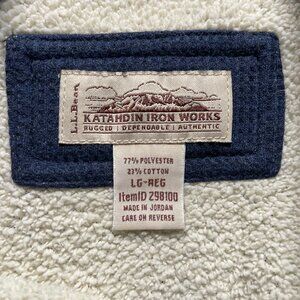 L.L.Bean
KATAHDIN IRON WORKS
RUGGED | DEPENDABLE | AUTHENTIC
77% POLYESTER
23% COTTON
LG-REG
ItemID 298100
MADE IN JORDAN
CARE ON REVERSE